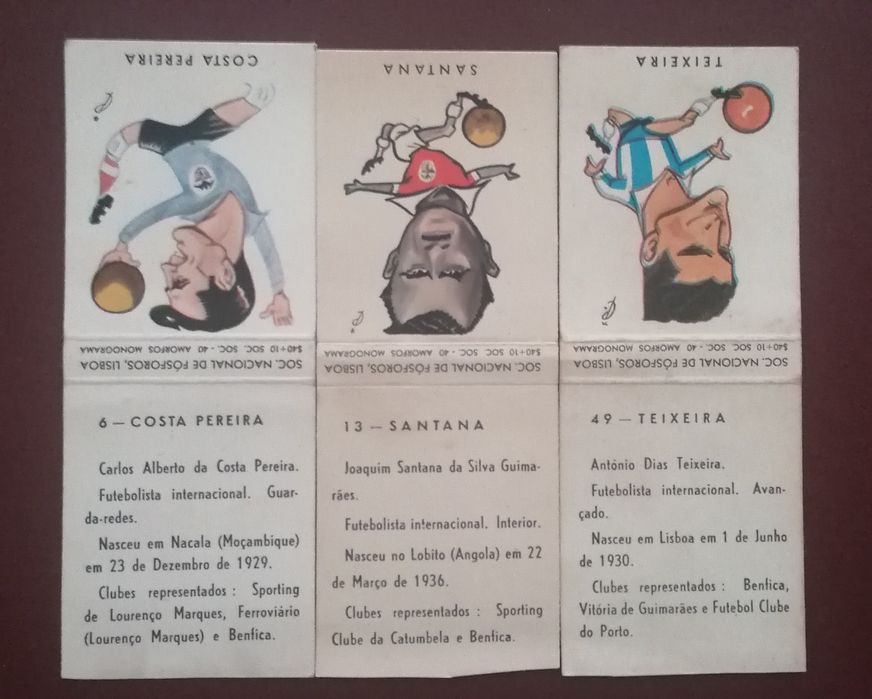 COSTA PEREIRA
SOC. NACIONAL DE FÓSFOROS, LISBOA
$40+10 SOC. SOC. - 40 AMORFOS MONOGRAMA
6 — COSTA PEREIRA
Carlos Alberto da Costa Pereira.
Futebolista internacional. Guar-
da-redes.
Nasceu em Nacala (Moçambique)
em 23 de Dezembro de 1929.
Clubes representados : Sporting
de Lourenço Marques, Ferroviário
(Lourenço Marques) e Benfica.
SANTANA
SOC. NACIONAL DE FÓSFOROS, LISBOA
$40+10 SOC. SOC. - 40 AMORFOS MONOGRAMA
13 — SANTANA
Joaquim Santana da Silva Guima-
rães.
Futebolista internacional. Interior.
Nasceu no Lobito (Angola) em 22
de Março de 1936.
Clubes representados : Sporting
Clube da Catumbela e Benfica.
TEIXEIRA
SOC. NACIONAL DE FÓSFOROS, LISBOA
$40+10 SOC. SOC. - 40 AMORFOS MONOGRAMA
49 — TEIXEIRA
António Dias Teixeira.
Futebolista internacional. Avan-
çado.
Nasceu em Lisboa em 1 de Junho
de 1930.
Clubes representados : Benfica,
Vitória de Guimarães e Futebol Clube
do Porto.